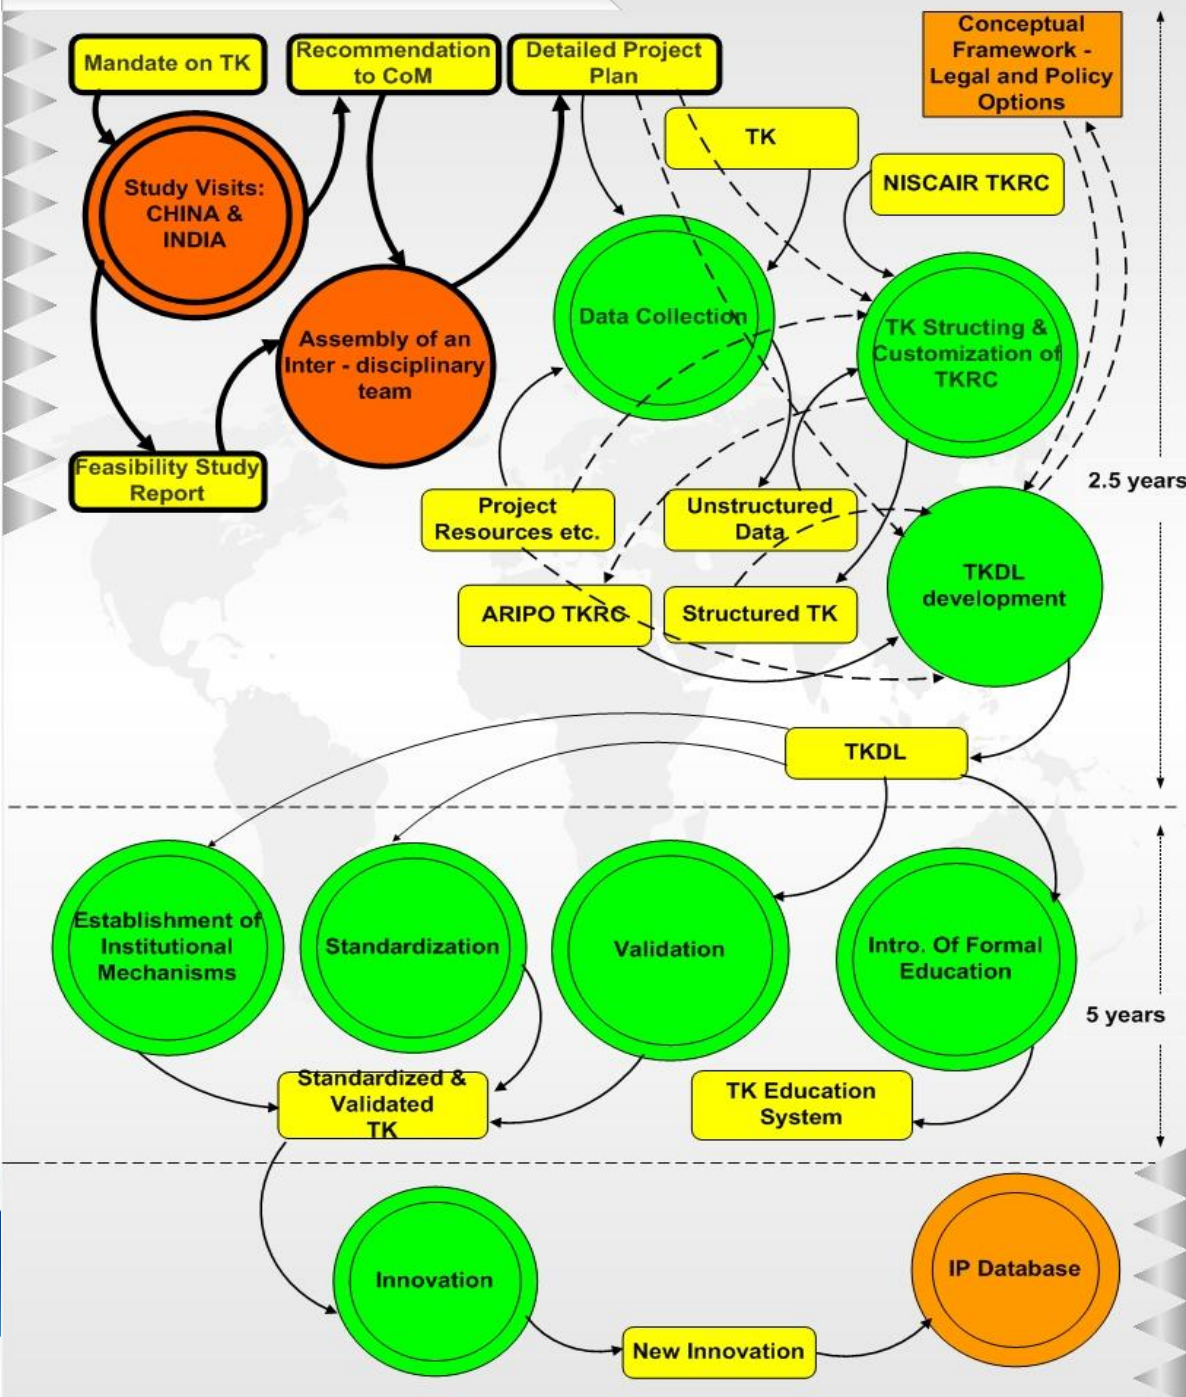 Mandate on TK
Recommendation
to CoM
Detailed Project
Plan
Conceptual
Framework -
Legal and Policy
Options
TK
NISCAIR TKRC
Study Visits:
CHINA &
INDIA
Assembly of an
Inter - disciplinary
team
Data Collection
TK Structing &
Customization of
TKRC
Feasibility Study
Report
Project
Resources etc.
Unstructured
Data
2.5 years
ARIPO TKRC
Structured TK
TKDL
development
TKDL
Establishment of
Institutional
Mechanisms
Standardization
Validation
Intro. Of Formal
Education
5 years
Standardized &
Validated
TK
TK Education
System
Innovation
IP Database
New Innovation